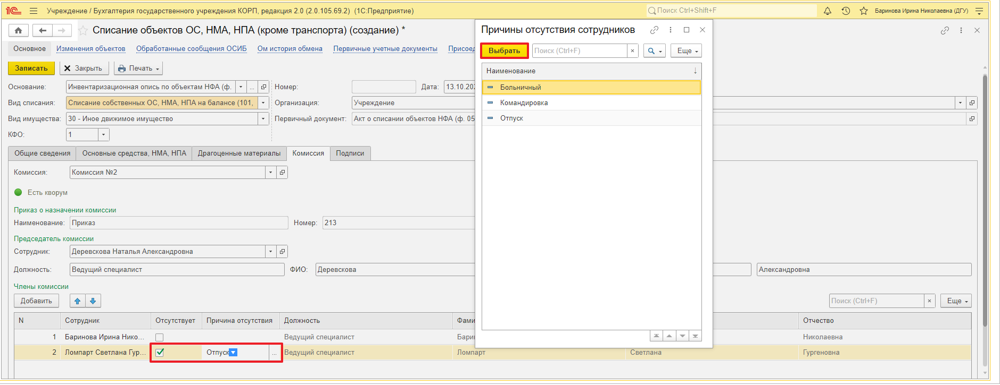 Учреждение / Бухгалтерия государственного учреждения КОРП, редакция 2.0 (2.0.105.69.2) (1С:Предприятие)
Поиск Ctrl+Shift+F
Баринова Ирина Николаевна (ДГУ)
Списание объектов ОС, НМА, НПА (кроме транспорта) (создание) *
Основное Изменения объектов Обработанные сообщения ОСИБ Ом история обмена Первичные учетные документы Присоед
Записать Закрыть Печать
Основание: Инвентаризационная опись по объектам НФА (ф. ... Номер: Дата: 13.10.20
Вид списания: Списание собственных ОС, НМА, НПА на балансе (101, Организация: Учреждение
Вид имущества: 30 - Иное движимое имущество Первичный документ: Акт о списании объектов НФА (ф. 05
КФО: 1
Общие сведения Основные средства, НМА, НПА Драгоценные материалы Комиссия Подписи
Комиссия: Комиссия №2
Есть кворум
Приказ о назначении комиссии
Наименование: Приказ Номер: 213
Председатель комиссии
Сотрудник: Деревскова Наталья Александровна
Должность: Ведущий специалист ФИО: Деревскова Александровна
Члены комиссии
Добавить Поиск (Ctrl+F) × Еще
N Сотрудник Отсутствует Причина отсутствия Должность Фами Отчество
1 Баринова Ирина Нико... Ведущий специалист Бари Николаевна
2 Ломпарт Светлана Гур... Отпуск ... Ведущий специалист Ломпарт Светлана Гургеновна
Причины отсутствия сотрудников
Выбрать Поиск (Ctrl+F) × Еще
Наименование ↓
Больничный
Командировка
Отпуск